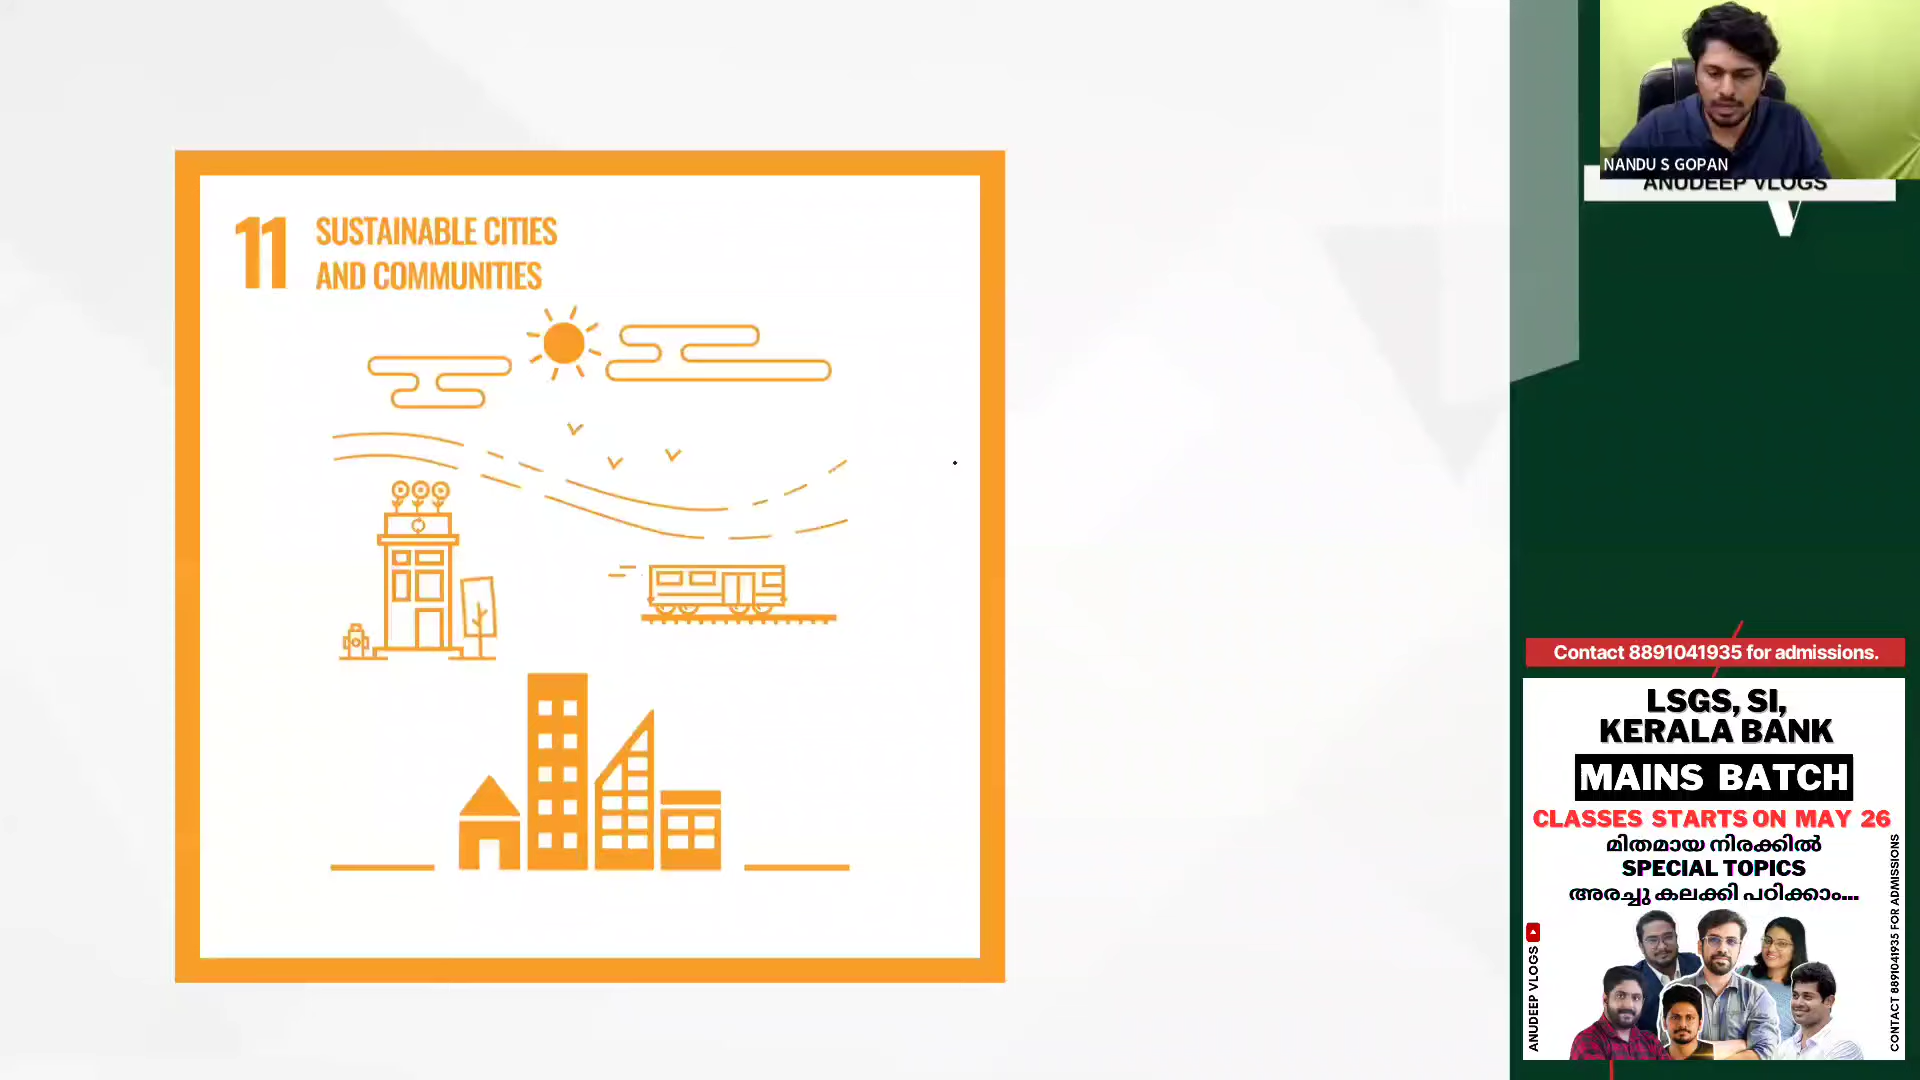 11
SUSTAINABLE CITIES
AND COMMUNITIES
NANDU S GOPAN
ANUDEEP VLOGS
V
Contact 8891041935 for admissions.
LSGS, SI,
KERALA BANK
MAINS BATCH
CLASSES STARTS ON MAY 26
മിതമായ നിരക്കിൽ
SPECIAL TOPICS
അരച്ചു കലക്കി പഠിക്കാം...
ANUDEEP VLOGS
CONTACT 8891041935 FOR ADMISSIONS